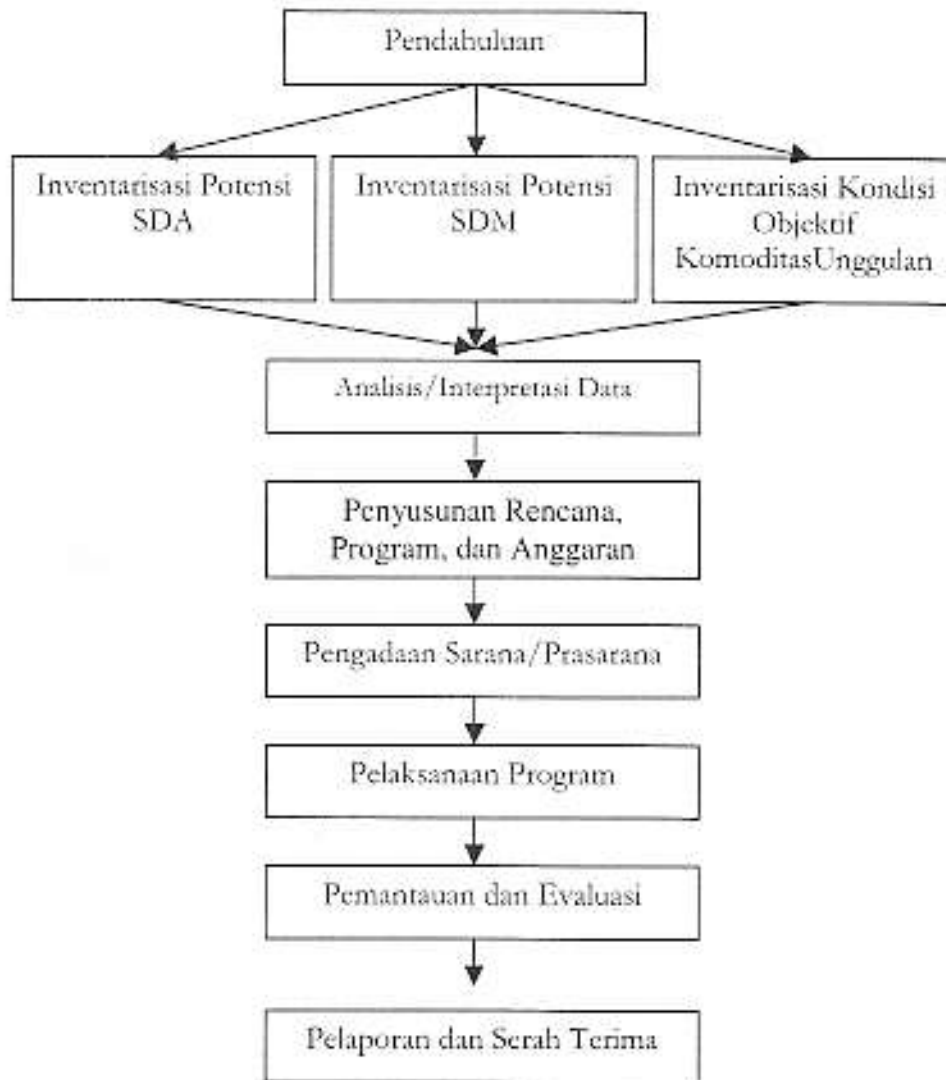 Pendahuluan
Inventarisasi Potensi
SDA
Inventarisasi Potensi
SDM
Inventarisasi Kondisi
Objektif
KomoditasUnggulan
Analisis/Interpretasi Data
Penyusunan Rencana,
Program, dan Anggaran
Pengadaan Sarana/Prasarana
Pelaksanaan Program
Pemantauan dan Evaluasi
Pelaporan dan Serah Terima